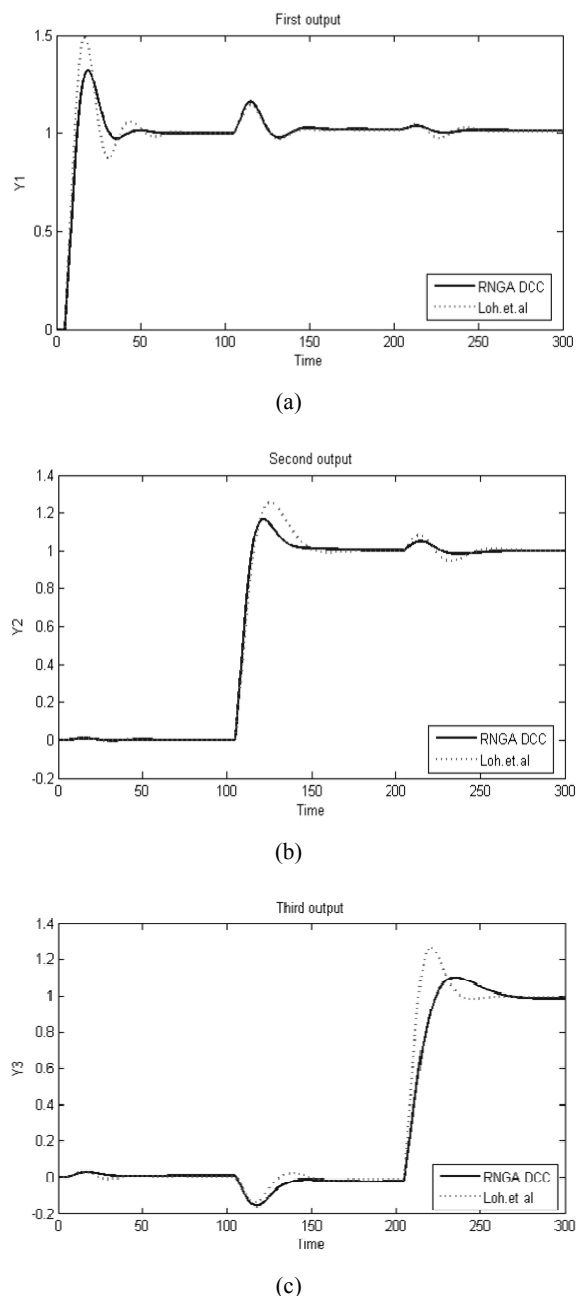 First output
1.5
1
0.5
0
Y1
0 50 100 150 200 250 300
Time
RNGA DCC
Loh.et.al
(a)
Second output
1.4
1.2
1
0.8
0.6
0.4
0.2
0
-0.2
Y2
0 50 100 150 200 250 300
Time
RNGA DCC
Loh.et.al
(b)
Third output
1.4
1.2
1
0.8
0.6
0.4
0.2
0
-0.2
Y3
0 50 100 150 200 250 300
Time
RNGA DCC
Loh.et.al
(c)